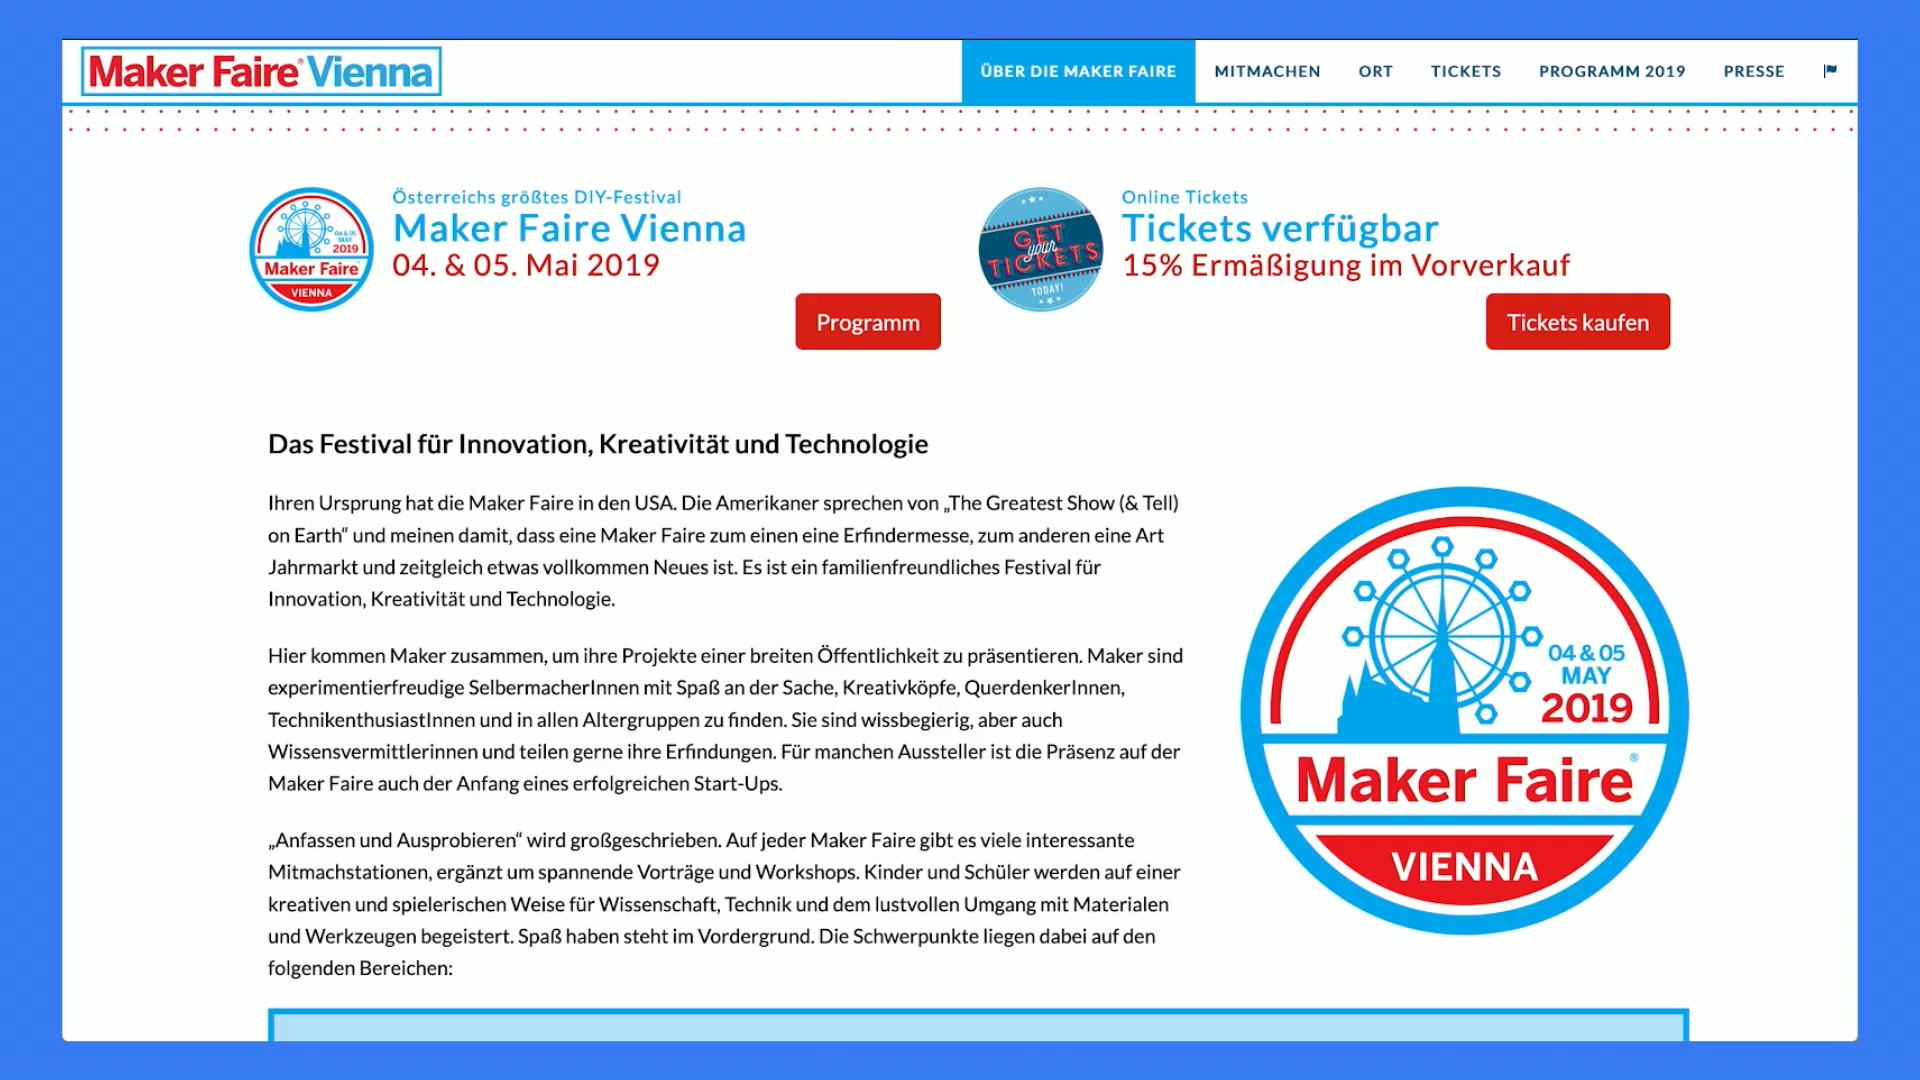 Maker Faire® Vienna
ÜBER DIE MAKER FAIRE
MITMACHEN
ORT
TICKETS
PROGRAMM 2019
PRESSE
04 & 05
MAY
2019
Maker Faire
VIENNA
Österreichs größtes DIY-Festival
Maker Faire Vienna
04. & 05. Mai 2019
Programm
GET
your
TICKETS
TODAY!
Online Tickets
Tickets verfügbar
15% Ermäßigung im Vorverkauf
Tickets kaufen
Das Festival für Innovation, Kreativität und Technologie
Ihren Ursprung hat die Maker Faire in den USA. Die Amerikaner sprechen von „The Greatest Show (& Tell)
on Earth“ und meinen damit, dass eine Maker Faire zum einen eine Erfindermesse, zum anderen eine Art
Jahrmarkt und zeitgleich etwas vollkommen Neues ist. Es ist ein familienfreundliches Festival für
Innovation, Kreativität und Technologie.
Hier kommen Maker zusammen, um ihre Projekte einer breiten Öffentlichkeit zu präsentieren. Maker sind
experimentierfreudige SelbermacherInnen mit Spaß an der Sache, Kreativköpfe, QuerdenkerInnen,
TechnikenthusiastInnen und in allen Altergruppen zu finden. Sie sind wissbegierig, aber auch
Wissensvermittlerinnen und teilen gerne ihre Erfindungen. Für manchen Aussteller ist die Präsenz auf der
Maker Faire auch der Anfang eines erfolgreichen Start-Ups.
„Anfassen und Ausprobieren“ wird großgeschrieben. Auf jeder Maker Faire gibt es viele interessante
Mitmachstationen, ergänzt um spannende Vorträge und Workshops. Kinder und Schüler werden auf einer
kreativen und spielerischen Weise für Wissenschaft, Technik und dem lustvollen Umgang mit Materialen
und Werkzeugen begeistert. Spaß haben steht im Vordergrund. Die Schwerpunkte liegen dabei auf den
folgenden Bereichen:
04 & 05
MAY
2019
Maker Faire®
VIENNA